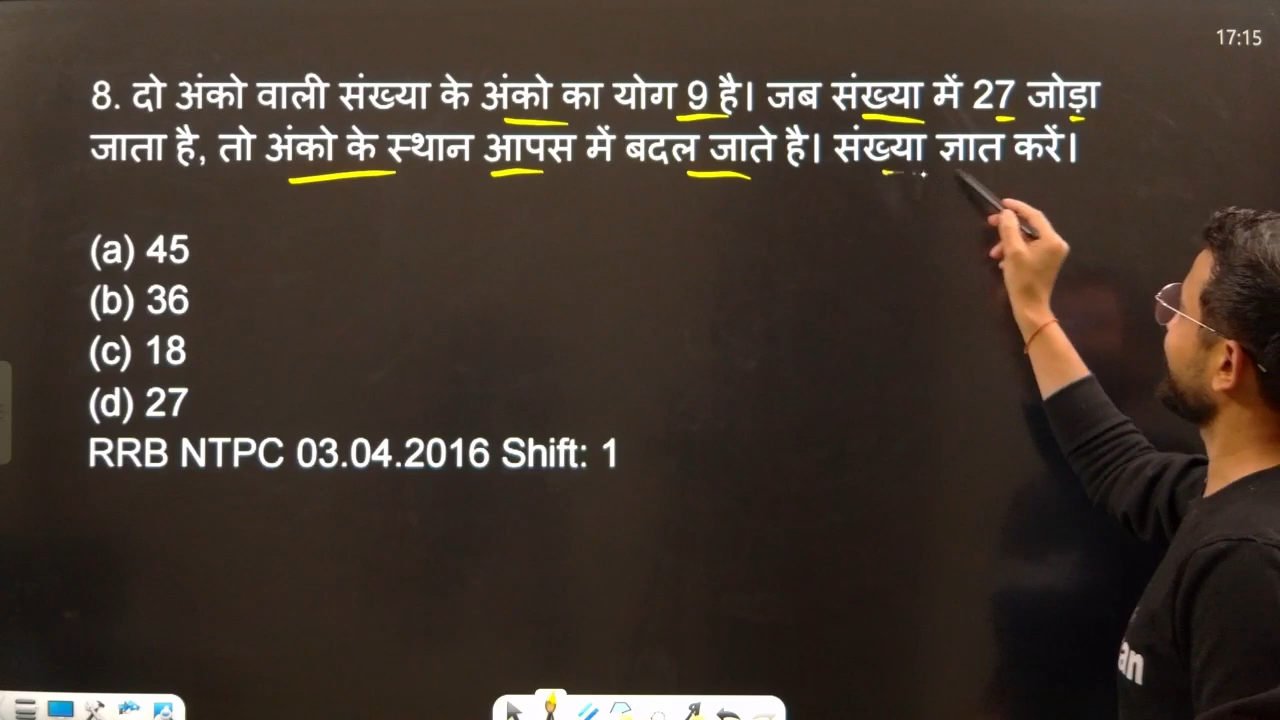 17:15
8. दो अंको वाली संख्या के अंको का योग 9 है। जब संख्या में 27 जोड़ा
जाता है, तो अंको के स्थान आपस में बदल जाते है। संख्या ज्ञात करें।
(a) 45
(b) 36
(c) 18
(d) 27
RRB NTPC 03.04.2016 Shift: 1
an